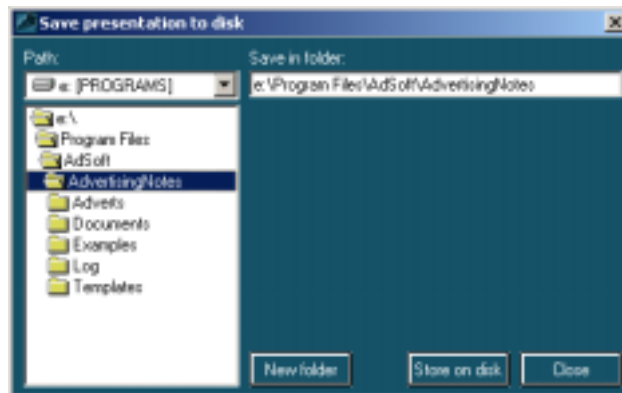 Save presentation to disk
Path:
Save in folder:
e: [PROGRAMS]
e:\Program Files\AdSoft\AdvertisingNotes
e:\
Program Files
AdSoft
AdvertisingNotes
Adverts
Documents
Examples
Log
Templates
New folder
Store on disk
Close